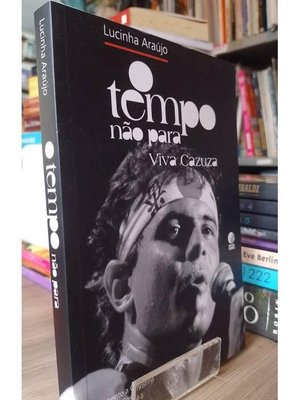 Lucinha Araújo
O
tempo
não para
Viva Cazuza
Lucinha Araújo
O tempo não para
Eve Berlin
222